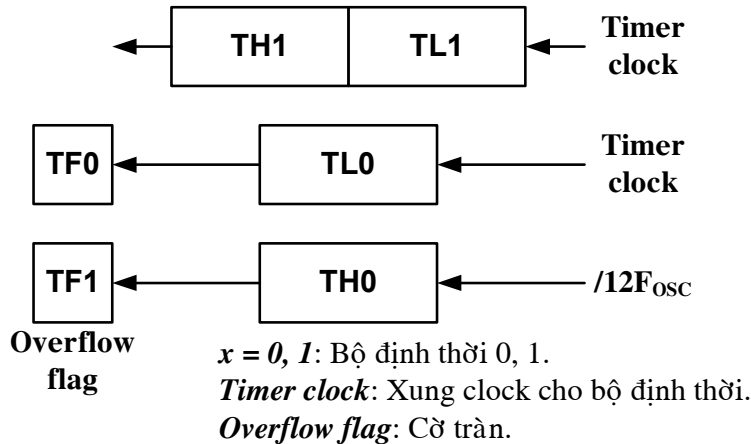 TH1 TL1 Timer clock
TF0 TL0 Timer clock
TF1 TH0 /12F_OSC
Overflow flag
x = 0, 1: Bộ định thời 0, 1.
Timer clock: Xung clock cho bộ định thời.
Overflow flag: Cờ tràn.